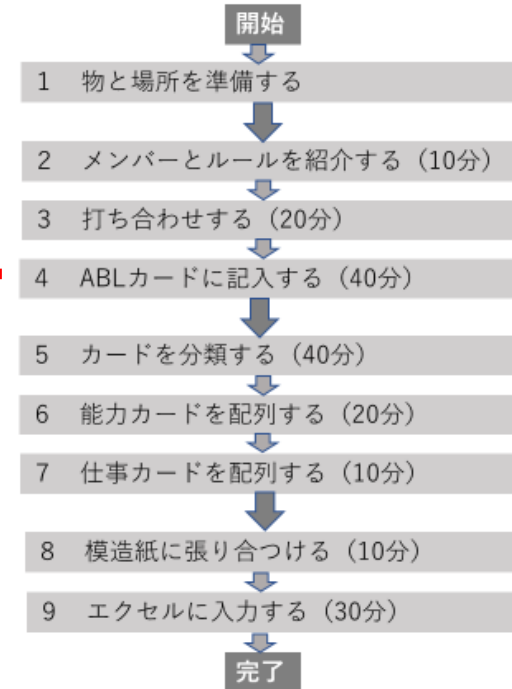 開始
1 物と場所を準備する
2 メンバーとルールを紹介する（10分）
3 打ち合わせする（20分）
4 ABLカードに記入する（40分）
5 カードを分類する（40分）
6 能力カードを配列する（20分）
7 仕事カードを配列する（10分）
8 模造紙に張り合つける（10分）
9 エクセルに入力する（30分）
完了